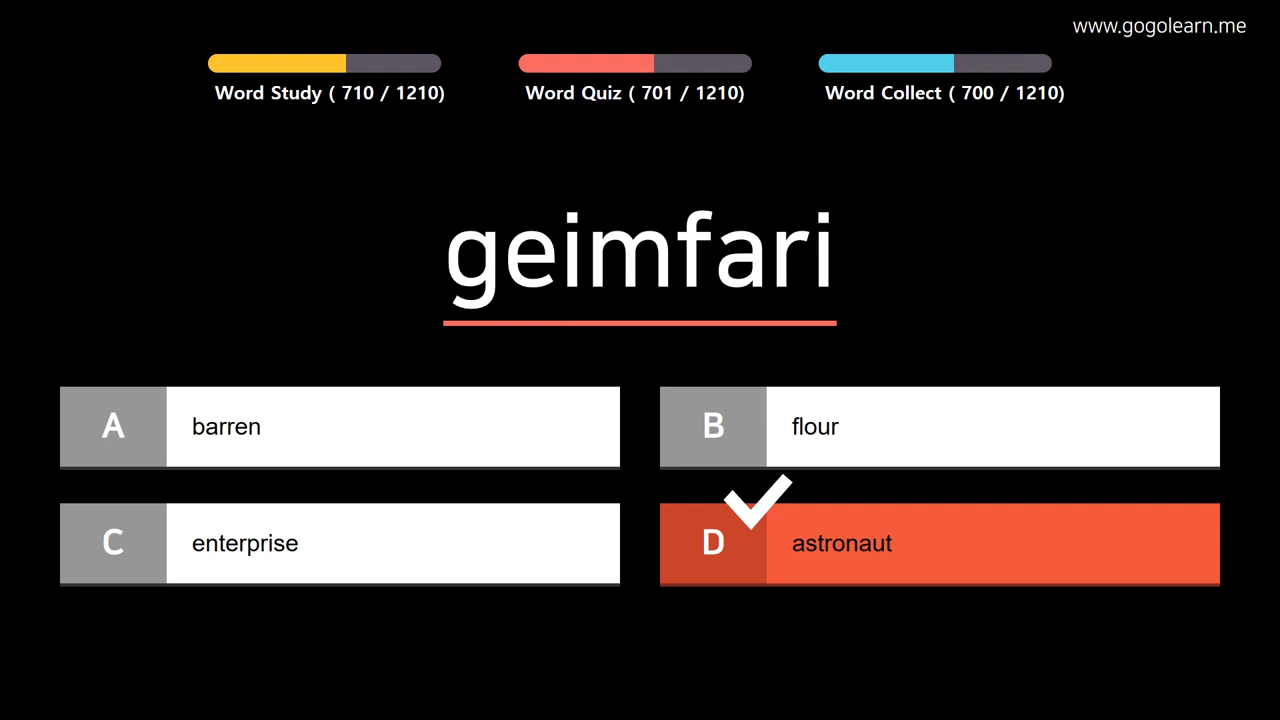 www.gogolearn.me
Word Study ( 710 / 1210)
Word Quiz ( 701 / 1210)
Word Collect ( 700 / 1210)
geimfari
A
barren
B
flour
C
enterprise
D
astronaut